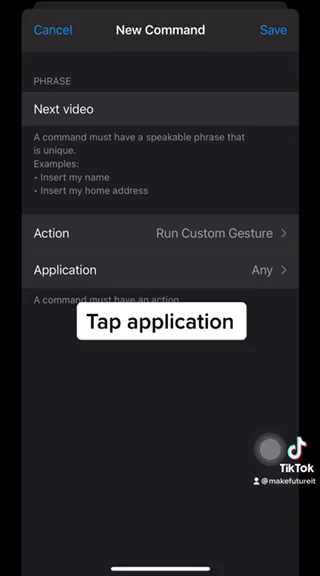 Cancel New Command Save
PHRASE
Next video
A command must have a speakable phrase that
is unique.
Examples:
• Insert my name
• Insert my home address
Action Run Custom Gesture
Application Any
A command must have an action
Tap application
TikTok
@makefutureit